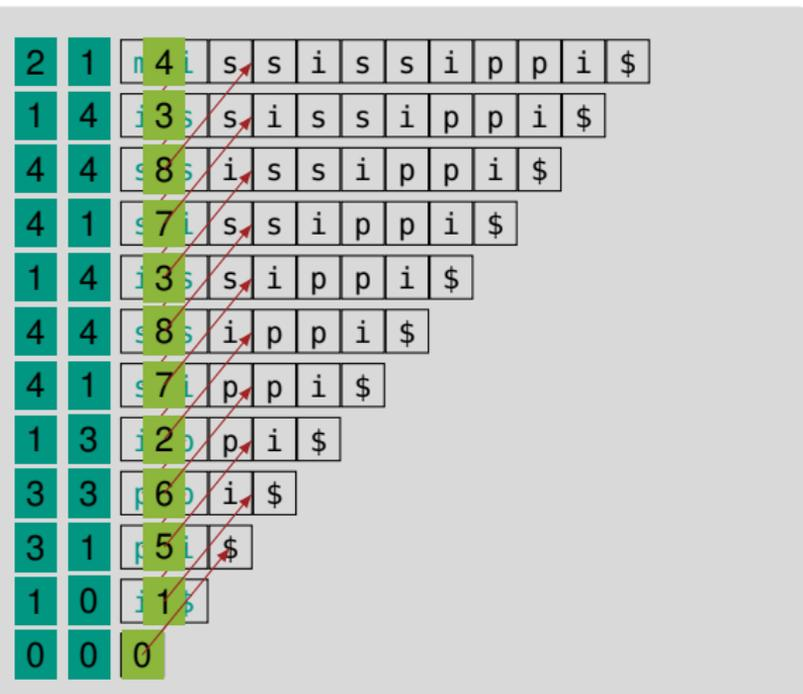 2 1 m 4 i s s i s s i p p i $
1 4 i 3 s s i s s i p p i $
4 4 s 8 s i s s i p p i $
4 1 s 7 i s s i p p i $
1 4 i 3 s s i p p i $
4 4 s 8 s i p p i $
4 1 s 7 i p p i $
1 3 i 2 p p i $
3 3 p 6 p i $
3 1 p 5 i $
1 0 i 1 $
0 0 0